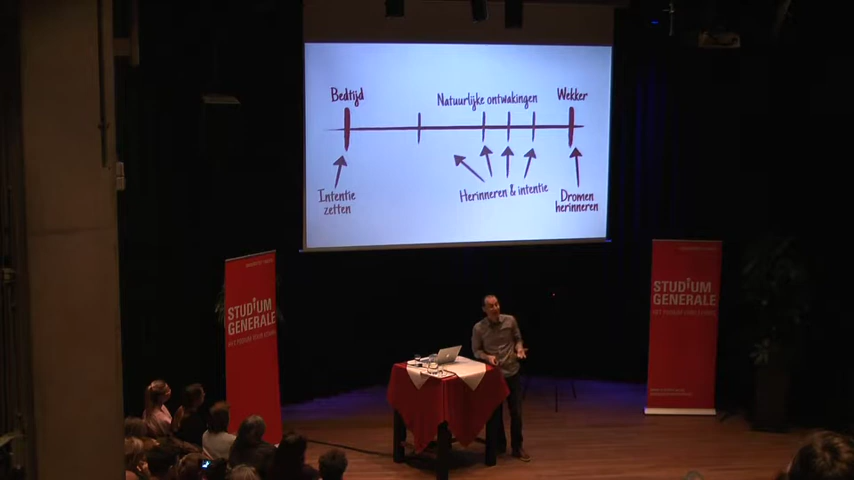 Bedtijd
Natuurlijke ontwakingen
Wekker
Intentie
zetten
Herinneren & intentie
Dromen
herinneren
STUDIUM
GENERALE
STUDIUM
GENERALE